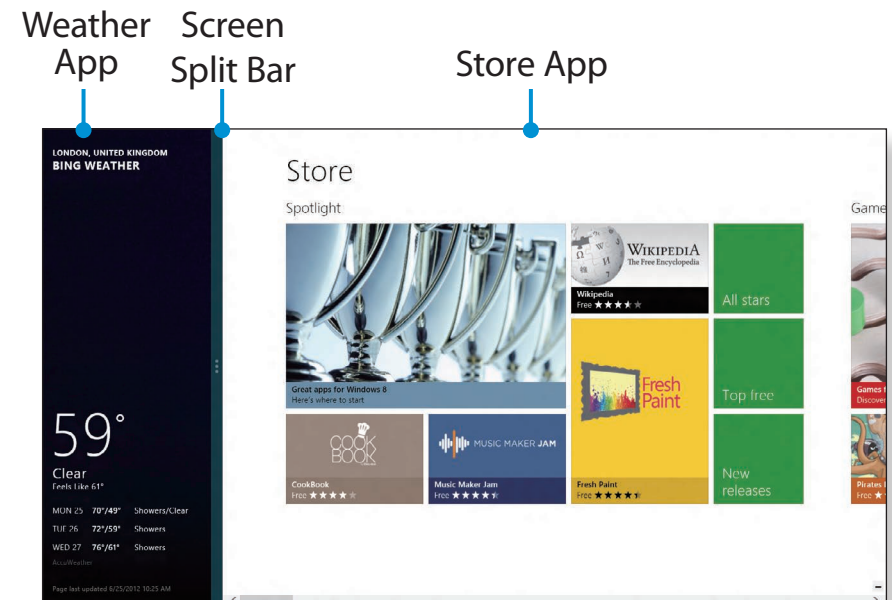 Weather App
Screen Split Bar
Store App
LONDON, UNITED KINGDOM
BING WEATHER
59°
Clear
Feels Like 61°
MON 25 70°/49° Showers/Clear
TUE 26 72°/59° Showers
WED 27 76°/61° Showers
AccuWeather
Page last updated 6/25/2012 10:25 AM
Store
Spotlight
Great apps for Windows 8
Here's where to start
WIKIPEDIA
The Free Encyclopedia
Wikipedia
Free ★★★★★
All stars
COOK
BOOK
CookBook
Free ★★★★★
MUSIC MAKER JAM
Music Maker Jam
Free ★★★★★
Fresh
Paint
Fresh Paint
Free ★★★★★
Top free
New
releases
Game
Games f
Discover
Pirates
Free ★